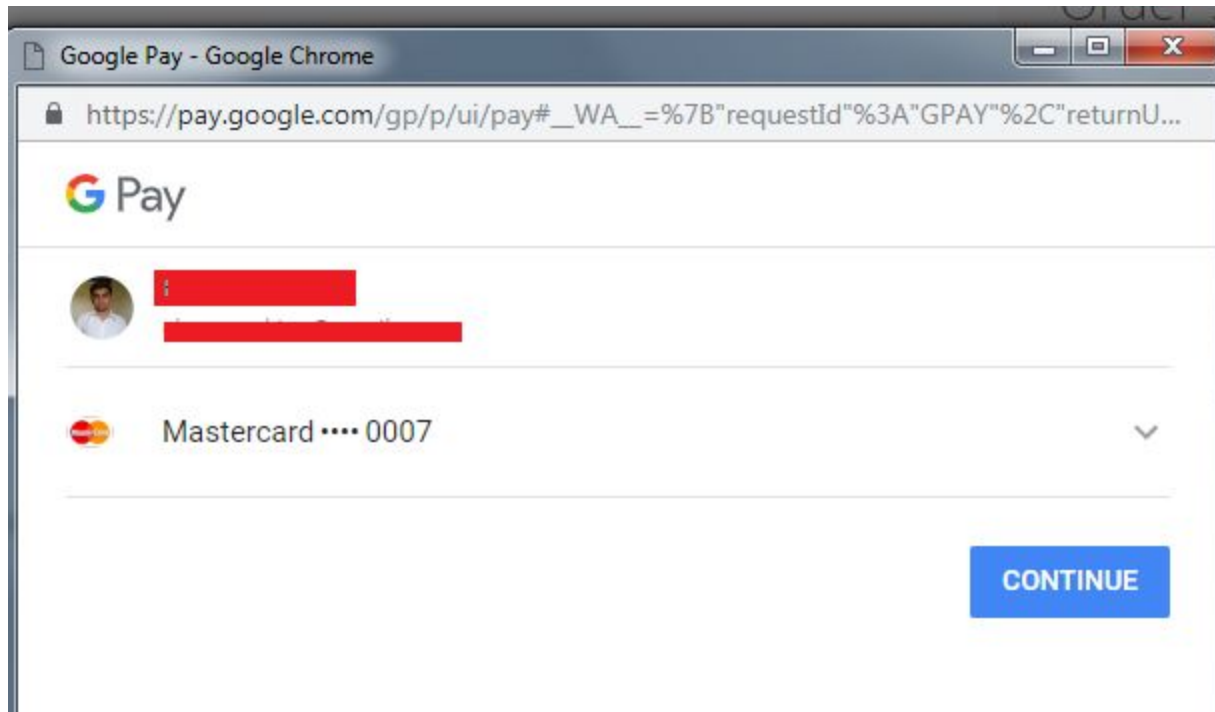 Order
Google Pay - Google Chrome
https://pay.google.com/gp/p/ui/pay#__WA__=%7B"requestId"%3A"GPAY"%2C"returnU...
G Pay
Mastercard •••• 0007
CONTINUE